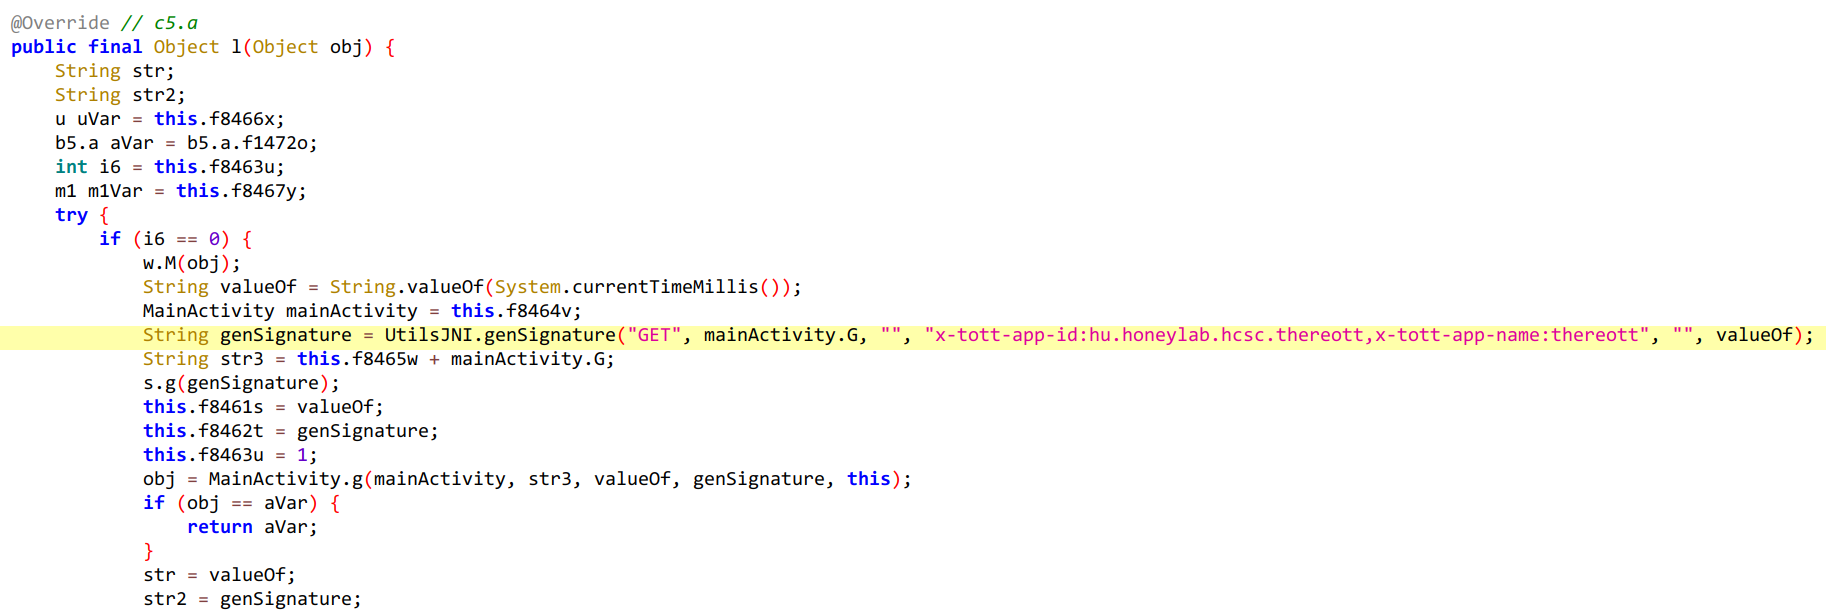 @Override // c5.a
public final Object l(Object obj) {
    String str;
    String str2;
    u uVar = this.f8466x;
    b5.a aVar = b5.a.f1472o;
    int i6 = this.f8463u;
    m1 m1Var = this.f8467y;
    try {
        if (i6 == 0) {
            w.M(obj);
            String valueOf = String.valueOf(System.currentTimeMillis());
            MainActivity mainActivity = this.f8464v;
            String genSignature = UtilsJNI.genSignature("GET", mainActivity.G, "", "x-tott-app-id:hu.honeylab.hcsc.thereott,x-tott-app-name:thereott", "", valueOf);
            String str3 = this.f8465w + mainActivity.G;
            s.g(genSignature);
            this.f8461s = valueOf;
            this.f8462t = genSignature;
            this.f8463u = 1;
            obj = MainActivity.g(mainActivity, str3, valueOf, genSignature, this);
            if (obj == aVar) {
                return aVar;
            }
            str = valueOf;
            str2 = genSignature;